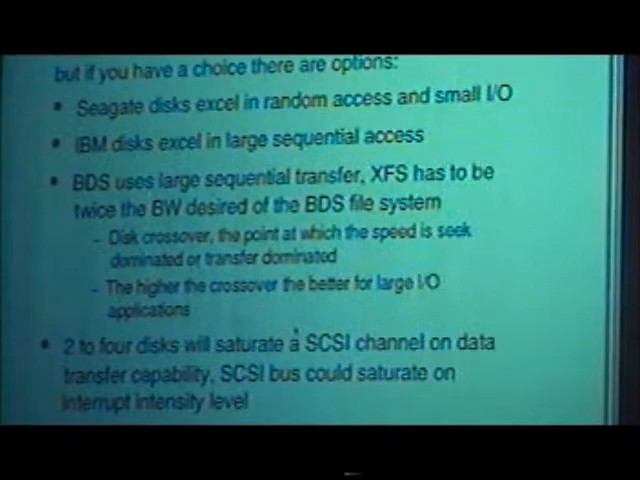 but if you have a choice there are options:
• Seagate disks excel in random access and small I/O
• IBM disks excel in large sequential access
• BDS uses large sequential transfer, XFS has to be
twice the BW desired of the BDS file system
– Disk crossover, the point at which the speed is seek
dominated or transfer dominated
– The higher the crossover the better for large I/O
applications
• 2 to four disks will saturate a SCSI channel on data
transfer capability, SCSI bus could saturate on
interrupt intensity level